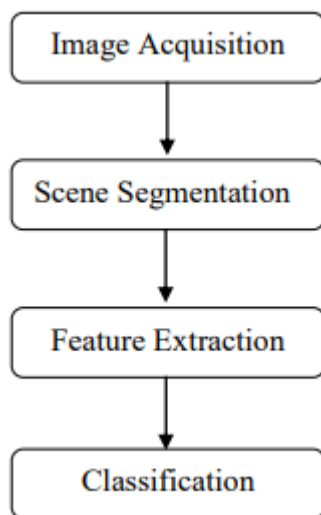 Image Acquisition
Scene Segmentation
Feature Extraction
Classification